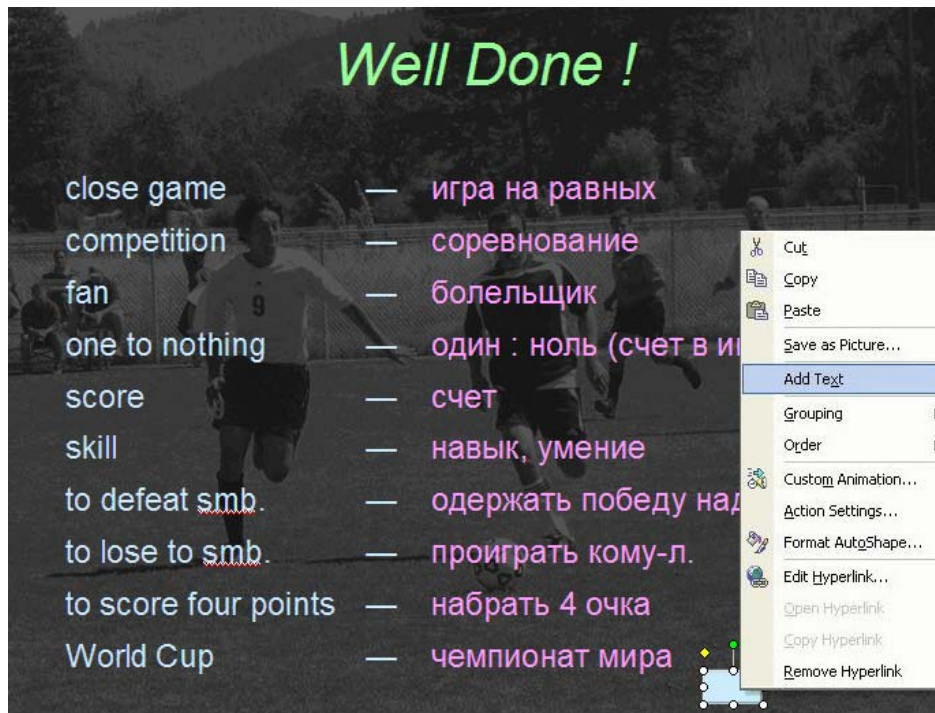 Well Done !
close game — игра на равных
competition — соревнование
fan — болельщик
one to nothing — один : ноль (счет в
score — счет
skill — навык, умение
to defeat smb. — одержать победу над
to lose to smb. — проиграть кому-л.
to score four points — набрать 4 очка
World Cup — чемпионат мира
Cut
Copy
Paste
Save as Picture...
Add Text
Grouping
Order
Custom Animation...
Action Settings...
Format AutoShape...
Edit Hyperlink...
Open Hyperlink
Copy Hyperlink
Remove Hyperlink
9